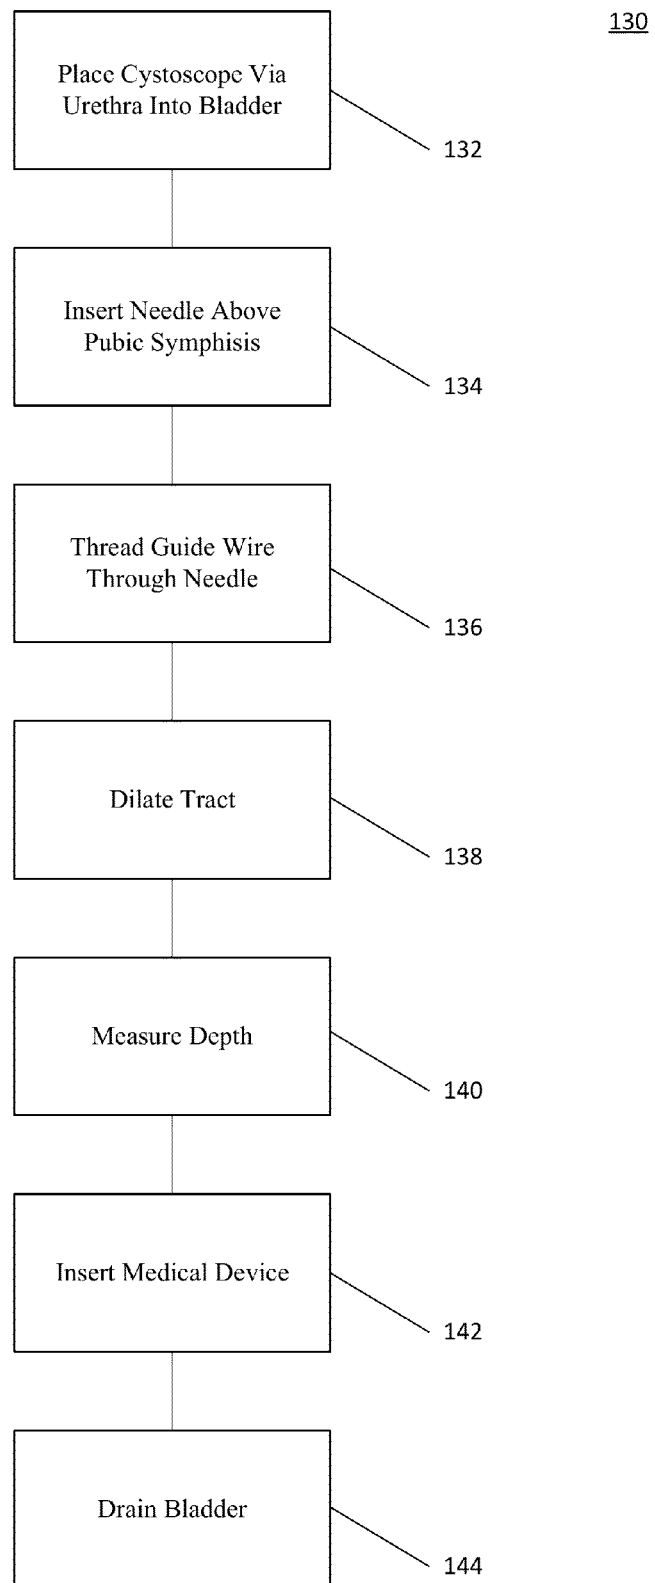 130
Place Cystoscope Via
Urethra Into Bladder
132
Insert Needle Above
Pubic Symphisis
134
Thread Guide Wire
Through Needle
136
Dilate Tract
138
Measure Depth
140
Insert Medical Device
142
Drain Bladder
144